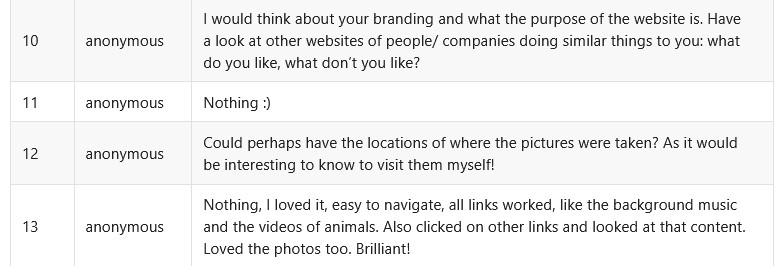 I would think about your branding and what the purpose of the website is. Have
10 anonymous a look at other websites of people/ companies doing similar things to you: what
do you like, what don't you like?
11 anonymous Nothing :)
Could perhaps have the locations of where the pictures were taken? As it would
12 anonymous
be interesting to know to visit them myself!
Nothing, I loved it, easy to navigate, all links worked, like the background music
13 anonymous and the videos of animals. Also clicked on other links and looked at that content.
Loved the photos too. Brilliant!